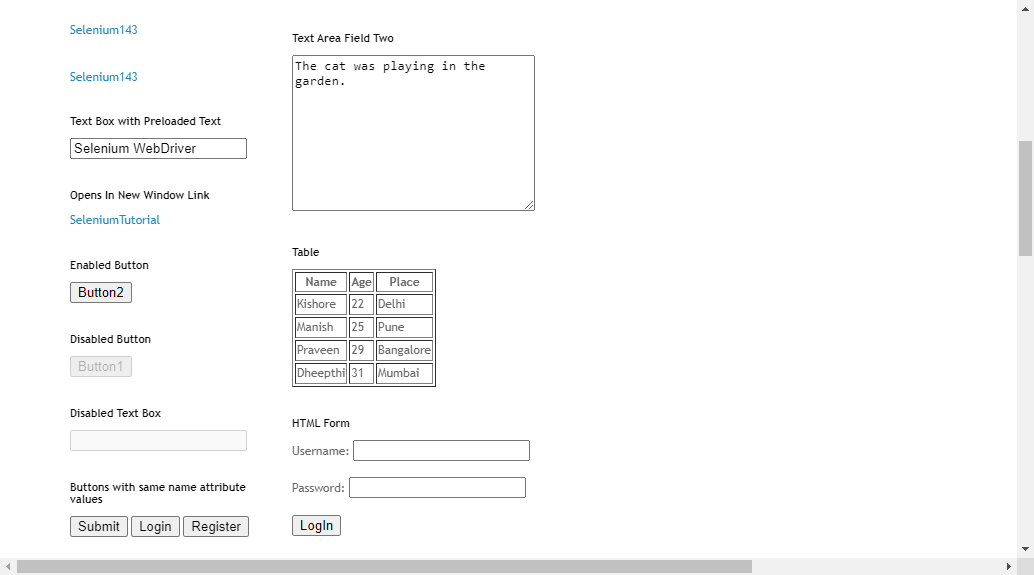 Selenium143
Selenium143
Text Box with Preloaded Text
Selenium WebDriver
Opens In New Window Link
SeleniumTutorial
Enabled Button
Button2
Disabled Button
Button1
Disabled Text Box
Buttons with same name attribute
values
Submit Login Register
Text Area Field Two
The cat was playing in the
garden.
Table
Name Age Place
Kishore 22 Delhi
Manish 25 Pune
Praveen 29 Bangalore
Dheepthi 31 Mumbai
HTML Form
Username:
Password:
LogIn